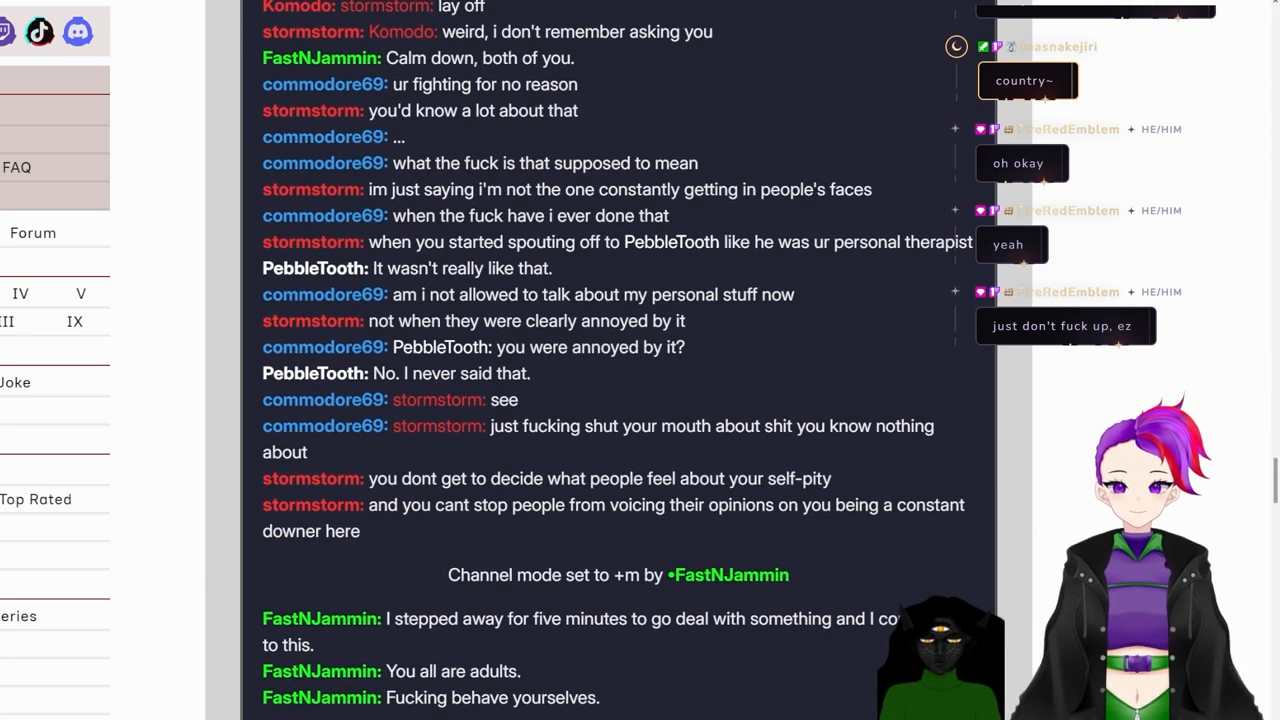 Komodo: stormstorm: lay off
stormstorm: Komodo: weird, i don't remember asking you
FastNJammin: Calm down, both of you.
commodore69: ur fighting for no reason
stormstorm: you'd know a lot about that
commodore69: ...
commodore69: what the fuck is that supposed to mean
stormstorm: im just saying i'm not the one constantly getting in people's faces
commodore69: when the fuck have i ever done that
stormstorm: when you started spouting off to PebbleTooth like he was ur personal therapist
PebbleTooth: It wasn't really like that.
commodore69: am i not allowed to talk about my personal stuff now
stormstorm: not when they were clearly annoyed by it
commodore69: PebbleTooth: you were annoyed by it?
PebbleTooth: No. I never said that.
commodore69: stormstorm: see
commodore69: stormstorm: just fucking shut your mouth about shit you know nothing
about
stormstorm: you dont get to decide what people feel about your self-pity
stormstorm: and you cant stop people from voicing their opinions on you being a constant
downer here
Channel mode set to +m by •FastNJammin
FastNJammin: I stepped away for five minutes to go deal with something and I
to this.
FastNJammin: You all are adults.
FastNJammin: Fucking behave yourselves.
FAQ
Forum
IV V
III IX
Joke
Top Rated
eries
country~
FireRedEmblem + HE/HIM
oh okay
FireRedEmblem + HE/HIM
yeah
FireRedEmblem + HE/HIM
just don't fuck up, ez